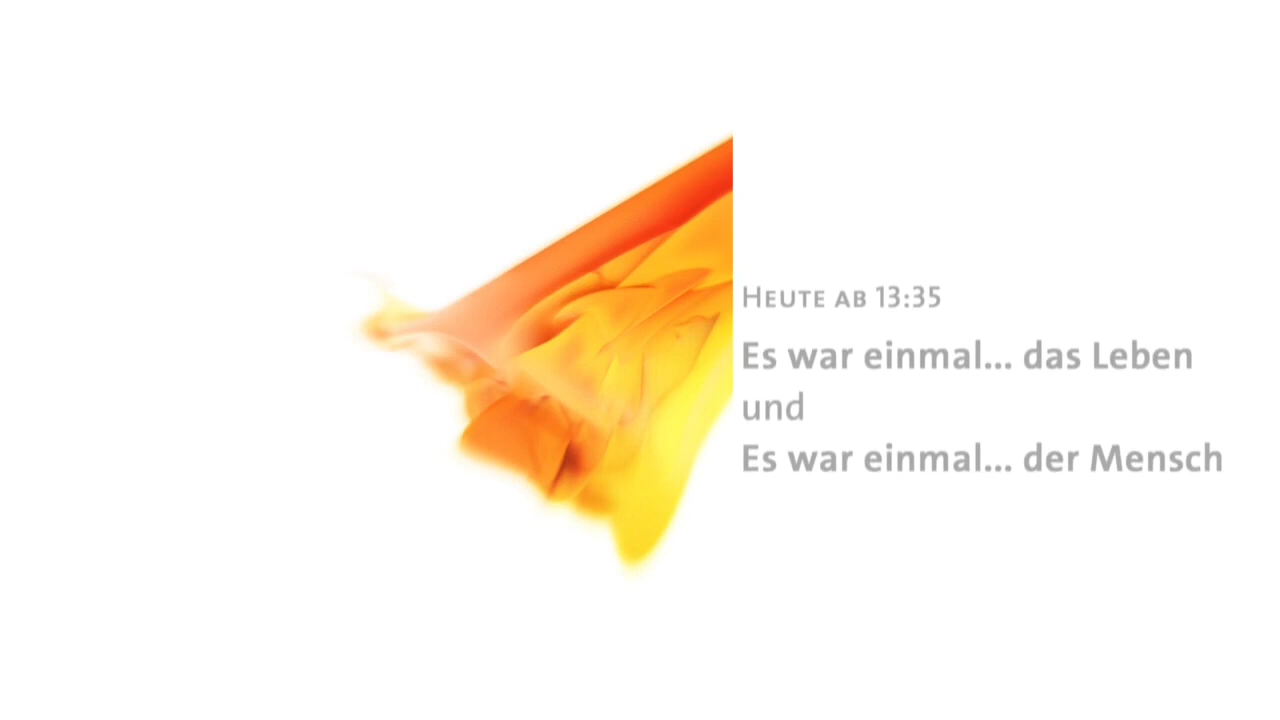 Heute ab 13:35
Es war einmal... das Leben
und
Es war einmal... der Mensch